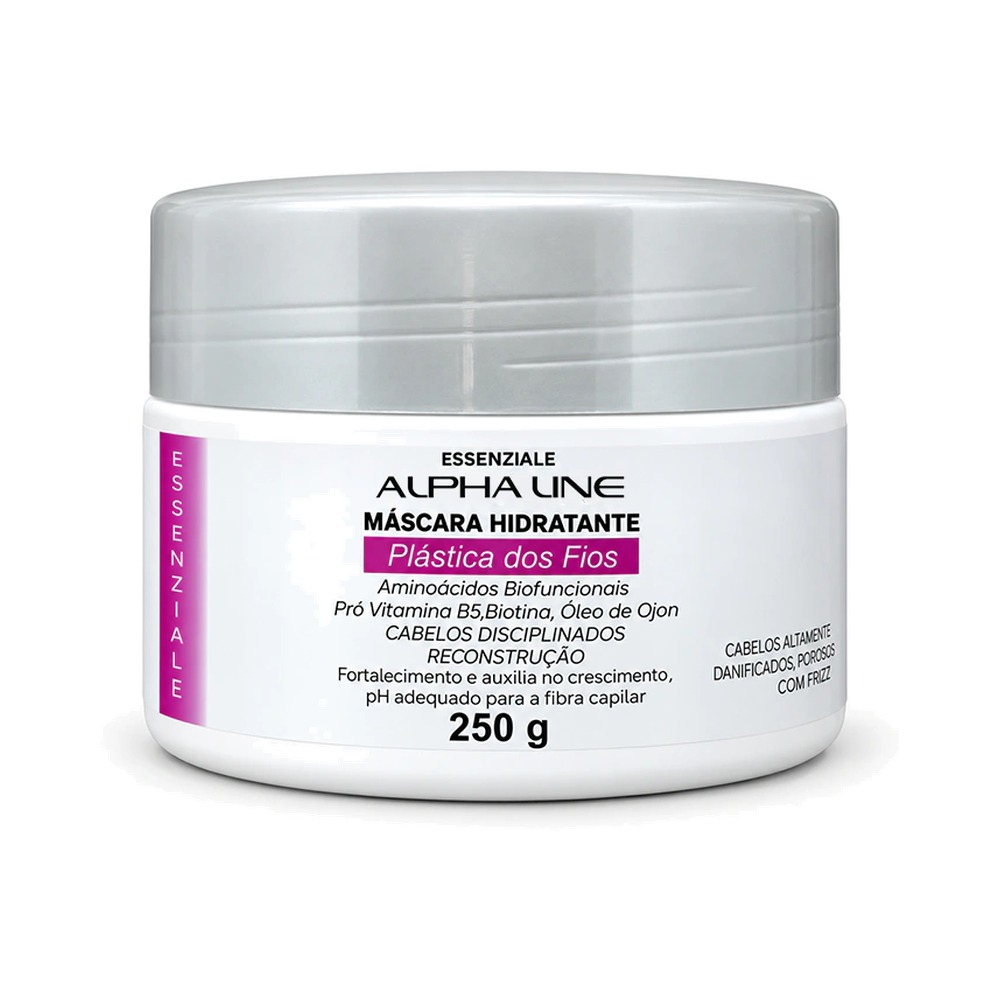 ESSENZIALE
ESSENZIALE
ALPHA LINE
MÁSCARA HIDRATANTE
Plástica dos Fios
Aminoácidos Biofuncionais
Pró Vitamina B5,Biotina, Óleo de Ojon
CABELOS DISCIPLINADOS
RECONSTRUÇÃO
Fortalecimento e auxilia no crescimento,
pH adequado para a fibra capilar
250 g
CABELOS ALTAMENTE
DANIFICADOS, POROSOS
COM FRIZZ